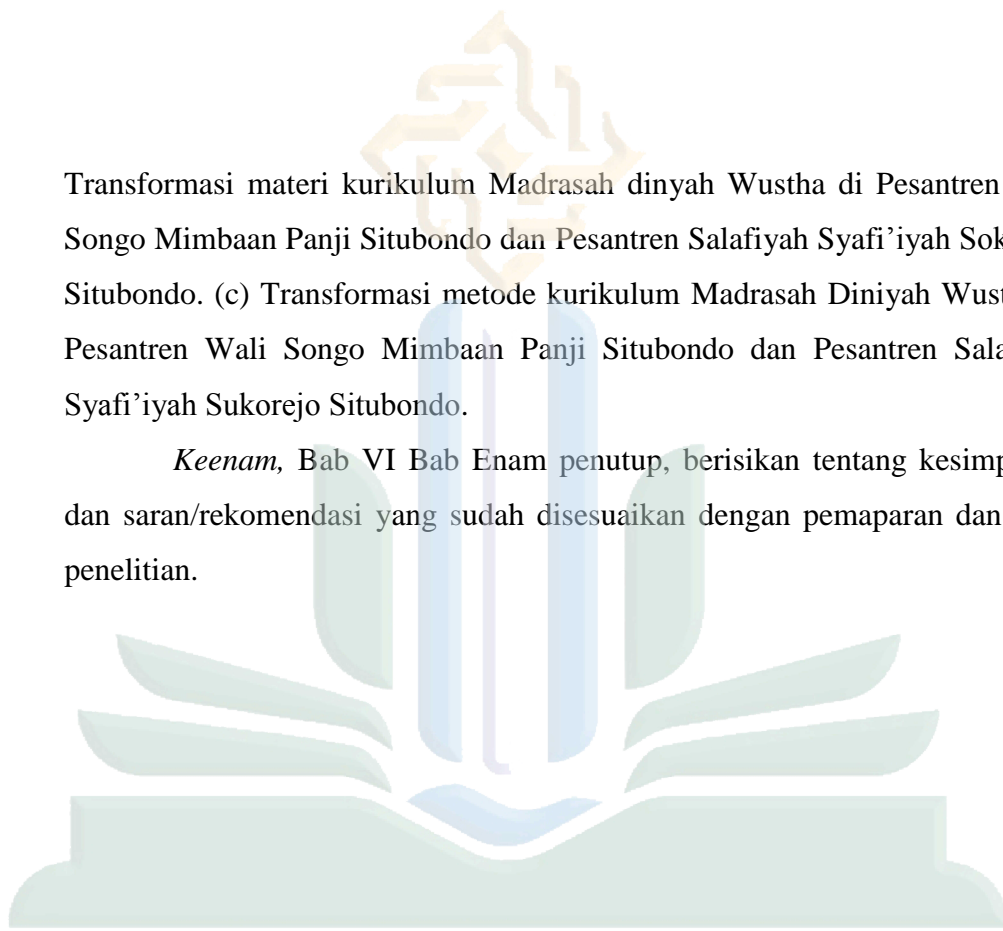 Transformasi materi kurikulum Madrasah dinyah Wustha di Pesantren
Songo Mimbaan Panji Situbondo dan Pesantren Salafiyah Syafi’iyah Sok
Situbondo. (c) Transformasi metode kurikulum Madrasah Diniyah Wust
Pesantren Wali Songo Mimbaan Panji Situbondo dan Pesantren Sala
Syafi’iyah Sukorejo Situbondo.
Keenam, Bab VI Bab Enam penutup, berisikan tentang kesimp
dan saran/rekomendasi yang sudah disesuaikan dengan pemaparan dan
penelitian.